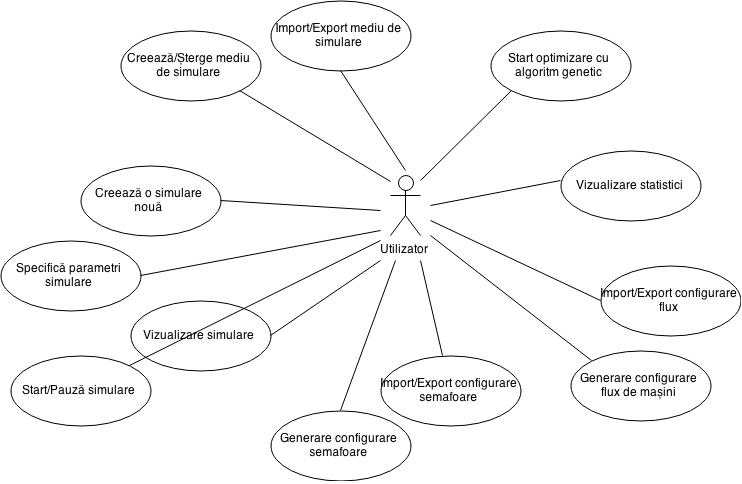 Import/Export mediu de
simulare
Creează/Șterge mediu
de simulare
Start optimizare cu
algoritm genetic
Creează o simulare
nouă
Vizualizare statistici
Utilizator
Specifică parametri
simulare
Import/Export configurare
flux
Vizualizare simulare
Start/Pauză simulare
Import/Export configurare
semafoare
Generare configurare
flux de mașini
Generare configurare
semafoare